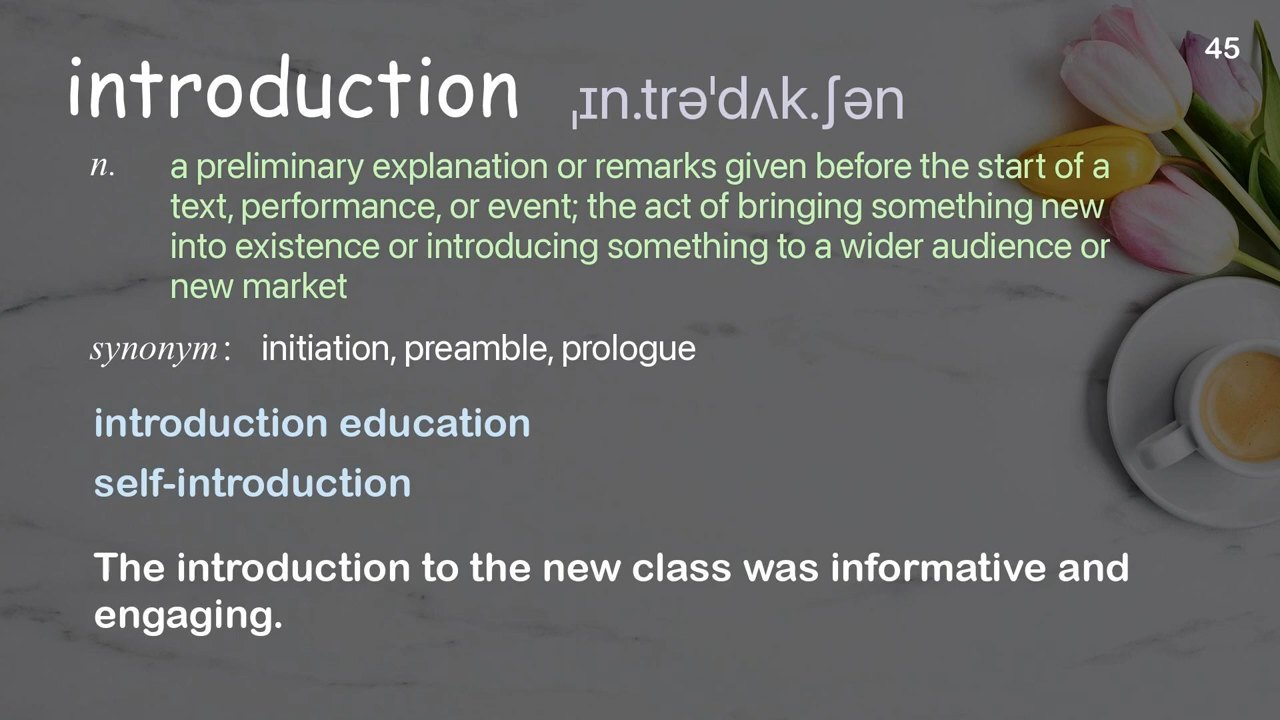 45
introduction ˌɪn.trəˈdʌk.ʃən
n. a preliminary explanation or remarks given before the start of a
text, performance, or event; the act of bringing something new
into existence or introducing something to a wider audience or
new market
synonym: initiation, preamble, prologue
introduction education
self-introduction
The introduction to the new class was informative and
engaging.